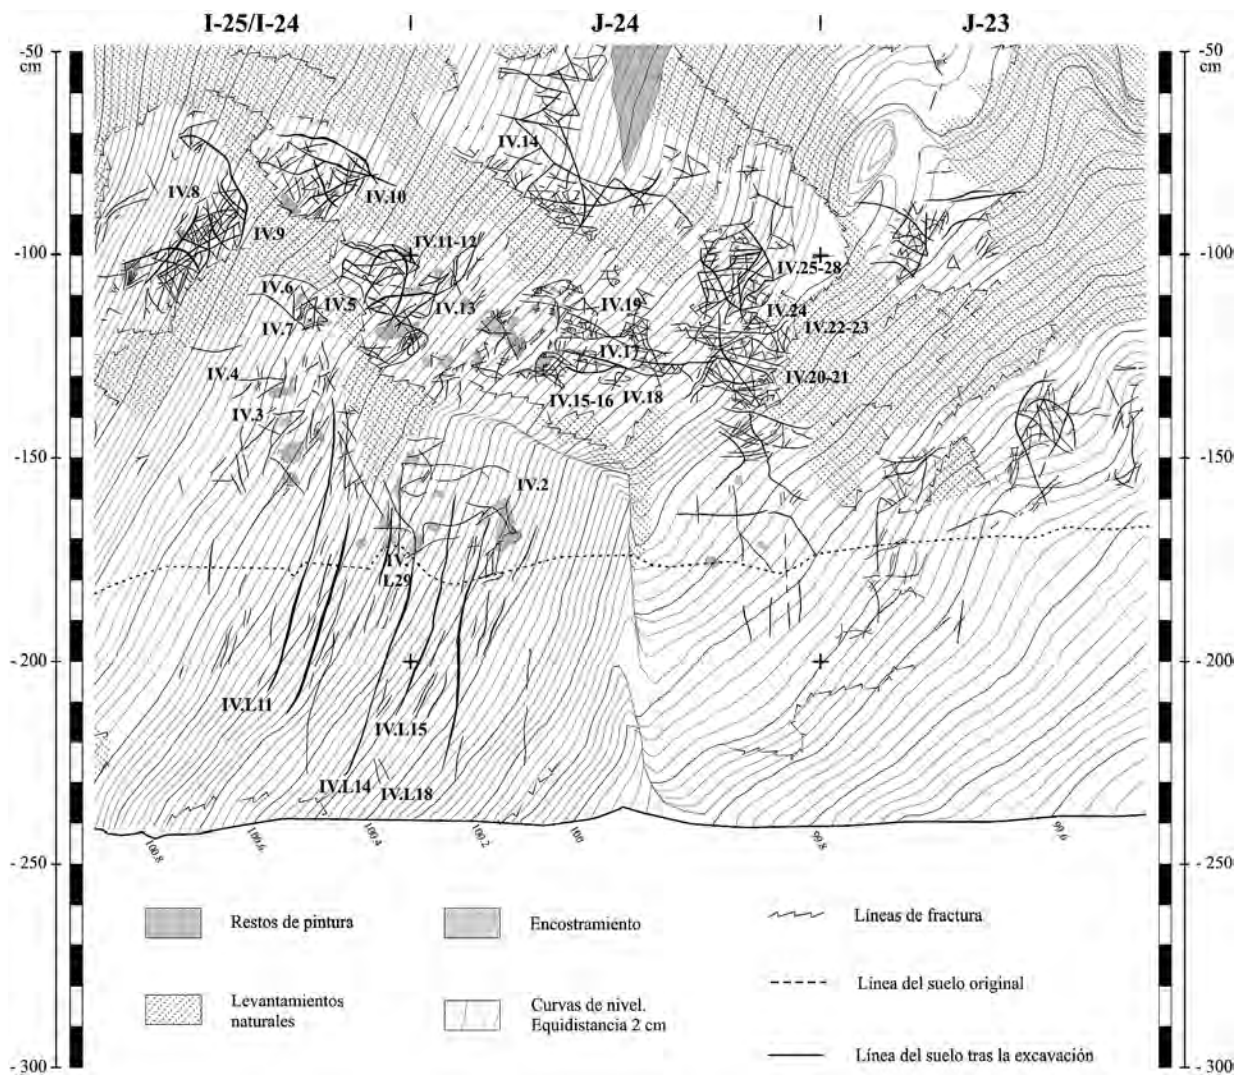 I-25/I-24
J-24
J-23
-50
cm
-50
cm
IV.14
IV.8
IV.10
IV.9
IV.11-12
-100
-100
IV.25-28
IV.6
IV.5
IV.13
IV.19
IV.24
IV.7
IV.22-23
IV.17
IV.4
IV.20-21
IV.15-16
IV.18
IV.3
-150
-150
IV.2
IV.
L29
- 200
- 200
IV.L11
IV.L15
IV.L14
IV.L18
100.8
100.6
100.4
100.2
100
99.8
99.6
- 250
- 250
Restos de pintura
Encostramiento
Líneas de fractura
Levantamientos
naturales
Curvas de nivel.
Equidistancia 2 cm
Línea del suelo original
Línea del suelo tras la excavación
- 300
- 300